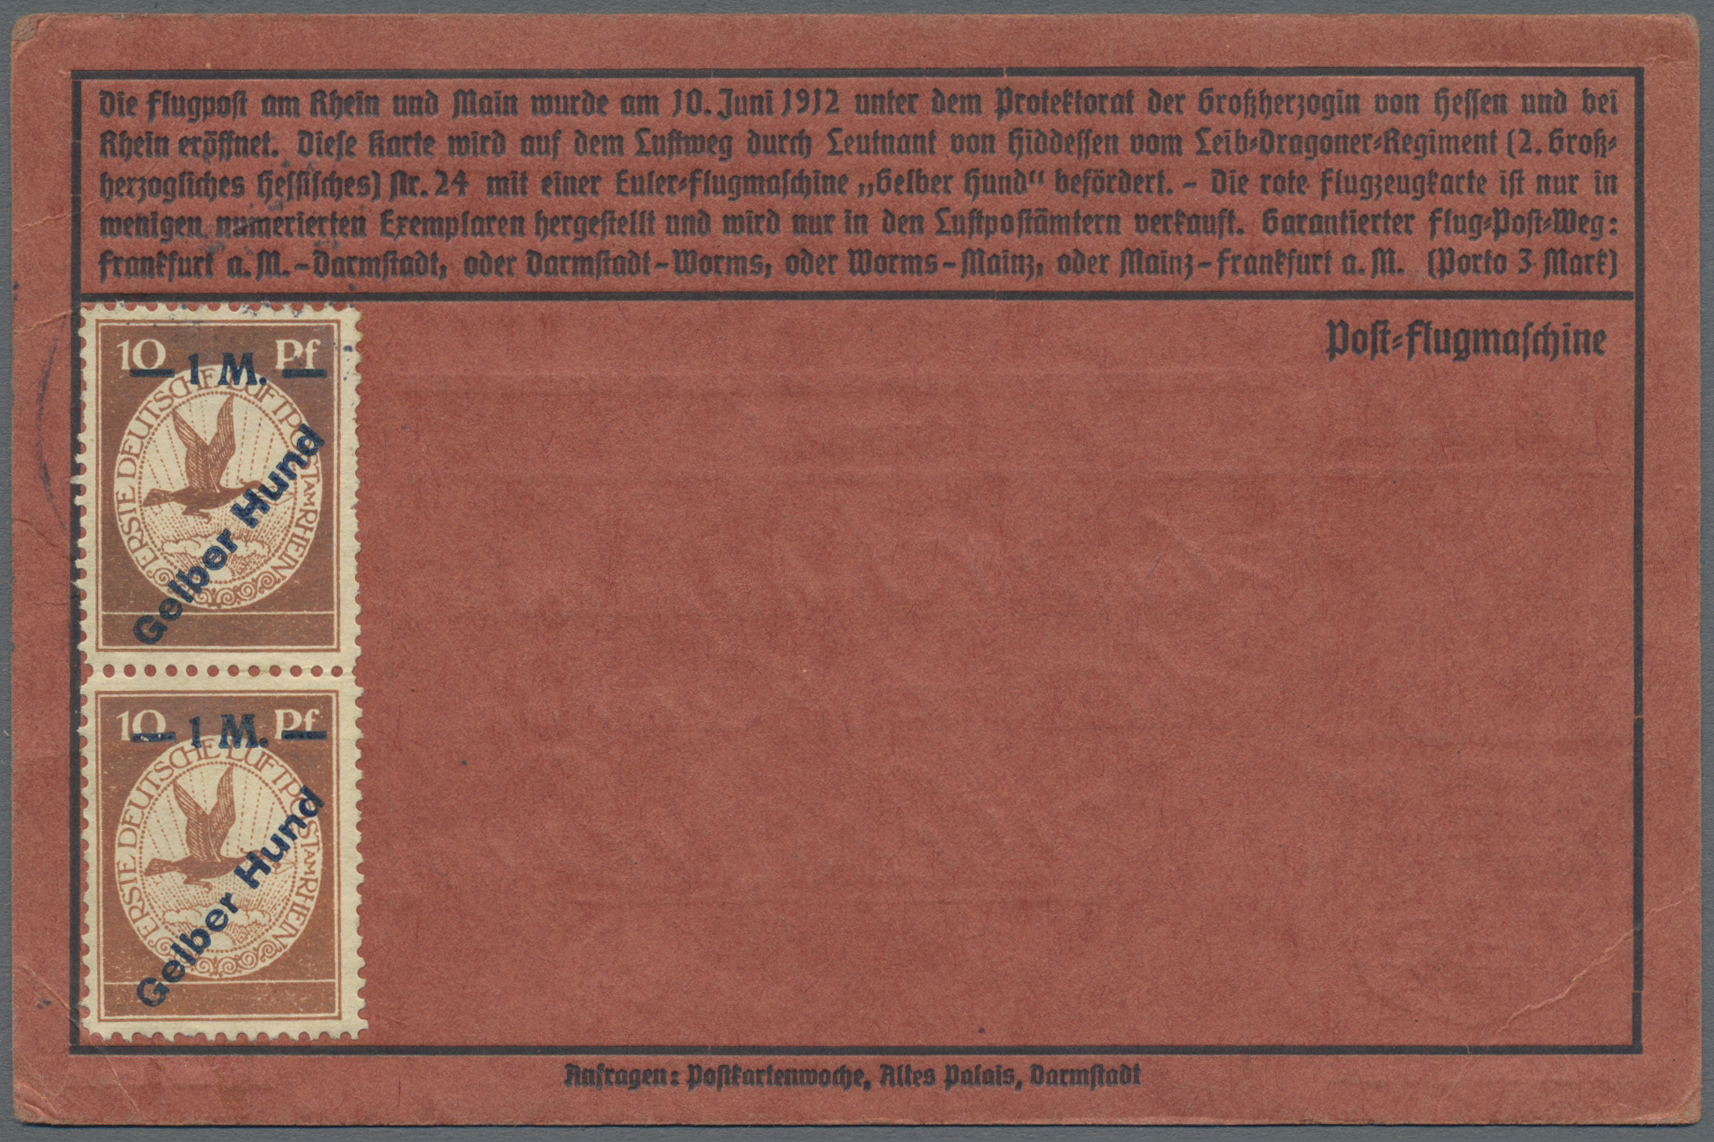 Die Flugpost am Rhein und Main wurde am 10. Juni 1912 unter dem Protektorat der Großherzogin von Hessen und bei
Rhein eröffnet. Diese Karte wird auf dem Luftweg durch Leutnant von Hiddessen vom Leib-Dragoner-Regiment (2. Groß-
herzogliches Hessisches) Nr. 24 mit einer Euler-Flugmaschine „Gelber Hund“ befördert. – Die rote Flugzeugkarte ist nur in
wenigen numerierten Exemplaren hergestellt und wird nur in den Luftpostämtern verkauft. Garantierter Flug-Post-Weg:
Frankfurt a. M. – Darmstadt, oder Darmstadt – Worms, oder Worms – Mainz, oder Mainz – Frankfurt a. M. (Porto 3 Mark)
Post-Flugmaschine
10 Pf
1 M.
ERSTE DEUTSCHE LUFTPOST AM RHEIN
Gelber Hund
10 Pf
1 M.
ERSTE DEUTSCHE LUFTPOST AM RHEIN
Gelber Hund
Anfragen: Postkartenwoche, Altes Palais, Darmstadt